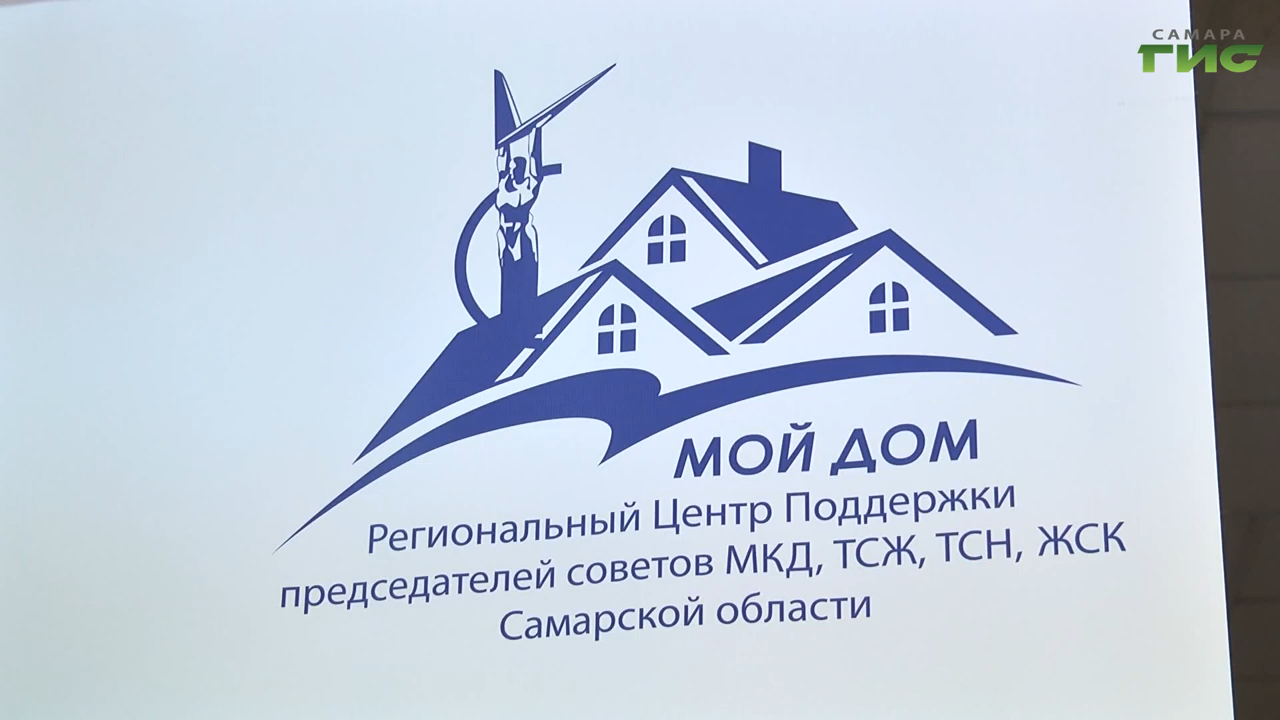 САМАРА
ГИС
МОЙ ДОМ
Региональный Центр Поддержки
председателей советов МКД, ТСЖ, ТСН, ЖСК
Самарской области